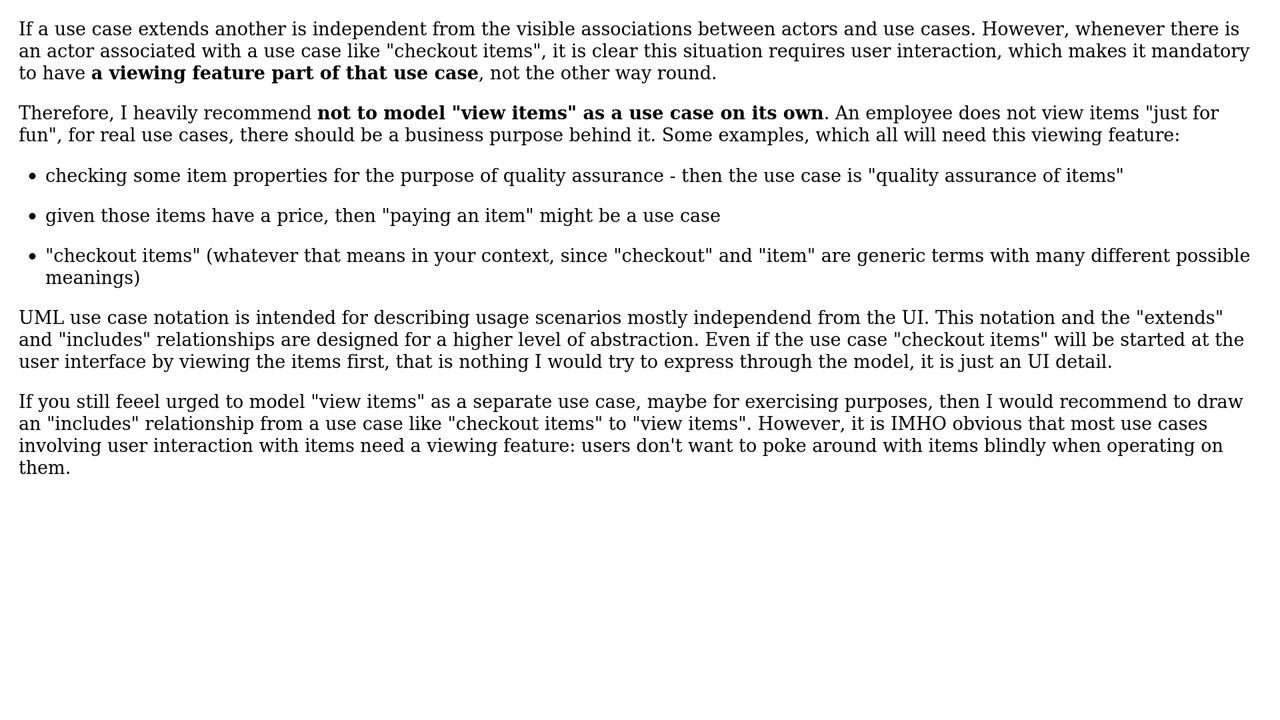 If a use case extends another is independent from the visible associations between actors and use cases. However, whenever there is
an actor associated with a use case like "checkout items", it is clear this situation requires user interaction, which makes it mandatory
to have a viewing feature part of that use case, not the other way round.
Therefore, I heavily recommend not to model "view items" as a use case on its own. An employee does not view items "just for
fun", for real use cases, there should be a business purpose behind it. Some examples, which all will need this viewing feature:
• checking some item properties for the purpose of quality assurance - then the use case is "quality assurance of items"
• given those items have a price, then "paying an item" might be a use case
• "checkout items" (whatever that means in your context, since "checkout" and "item" are generic terms with many different possible
meanings)
UML use case notation is intended for describing usage scenarios mostly independend from the UI. This notation and the "extends"
and "includes" relationships are designed for a higher level of abstraction. Even if the use case "checkout items" will be started at the
user interface by viewing the items first, that is nothing I would try to express through the model, it is just an UI detail.
If you still feeel urged to model "view items" as a separate use case, maybe for exercising purposes, then I would recommend to draw
an "includes" relationship from a use case like "checkout items" to "view items". However, it is IMHO obvious that most use cases
involving user interaction with items need a viewing feature: users don't want to poke around with items blindly when operating on
them.